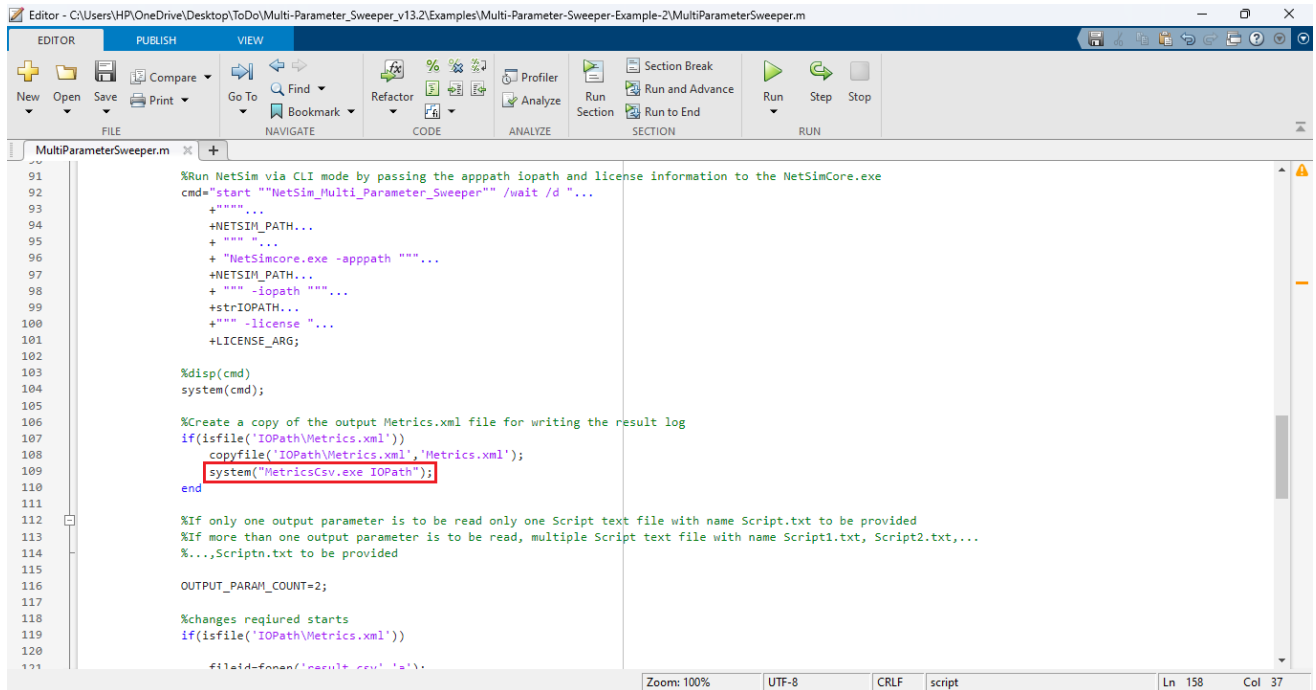 Editor - C:\Users\HP\OneDrive\Desktop\ToDo\Multi-Parameter_Sweeper_v13.2\Examples\Multi-Parameter-Sweeper-Example-2\MultiParameterSweeper.m
EDITOR PUBLISH VIEW
New Open Save Compare Print Go To Find Bookmark Refactor Profiler Analyze Run Section Section Break Run and Advance Run to End Run Step Stop
FILE NAVIGATE CODE ANALYZE SECTION RUN
MultiParameterSweeper.m
90
91 %Run NetSim via CLI mode by passing the apppath iopath and license information to the NetSimCore.exe
92 cmd="start ""NetSim_Multi_Parameter_Sweeper"" /wait /d "...
93 +""""...
94 +NETSIM_PATH...
95 + """ "...
96 + "NetSimcore.exe -apppath """...
97 +NETSIM_PATH...
98 + """ -iopath """...
99 +strIOPATH...
100 +""" -license "...
101 +LICENSE_ARG;
102
103 %disp(cmd)
104 system(cmd);
105
106 %Create a copy of the output Metrics.xml file for writing the result log
107 if(isfile('IOPath\Metrics.xml'))
108 copyfile('IOPath\Metrics.xml','Metrics.xml');
109 system("MetricsCsv.exe IOPath");
110 end
111
112 %If only one output parameter is to be read only one Script text file with name Script.txt to be provided
113 %If more than one output parameter is to be read, multiple Script text file with name Script1.txt, Script2.txt,...
114 %...,Scriptn.txt to be provided
115
116 OUTPUT_PARAM_COUNT=2;
117
118 %changes reqiured starts
119 if(isfile('IOPath\Metrics.xml'))
120
121 fileid=fopen('result.csv','a');
Zoom: 100% UTF-8 CRLF script Ln 158 Col 37